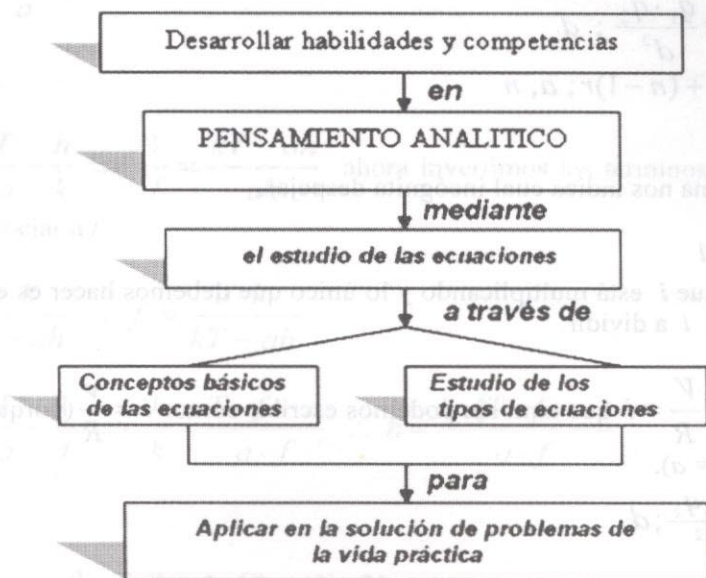 Desarrollar habilidades y competencias
en
PENSAMIENTO ANALITICO
mediante
el estudio de las ecuaciones
a través de
Conceptos básicos
de las ecuaciones
Estudio de los
tipos de ecuaciones
para
Aplicar en la solución de problemas de
la vida práctica